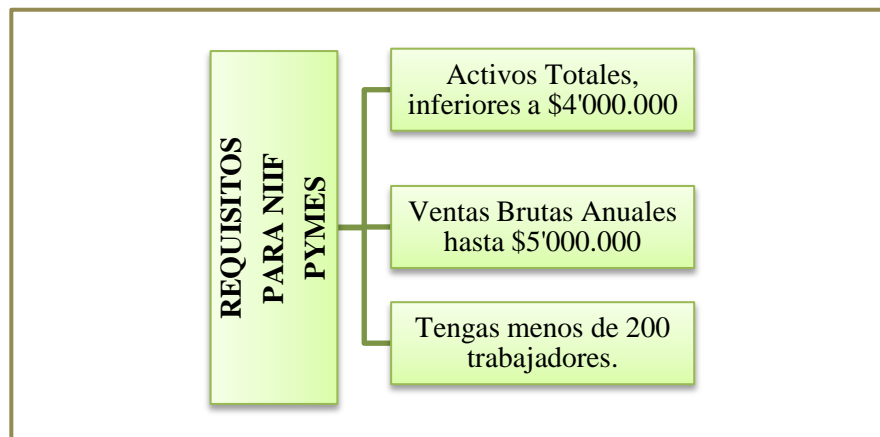 REQUISITOS
PARA NIIF
PYMES
Activos Totales,
inferiores a $4'000.000
Ventas Brutas Anuales
hasta $5'000.000
Tengas menos de 200
trabajadores.